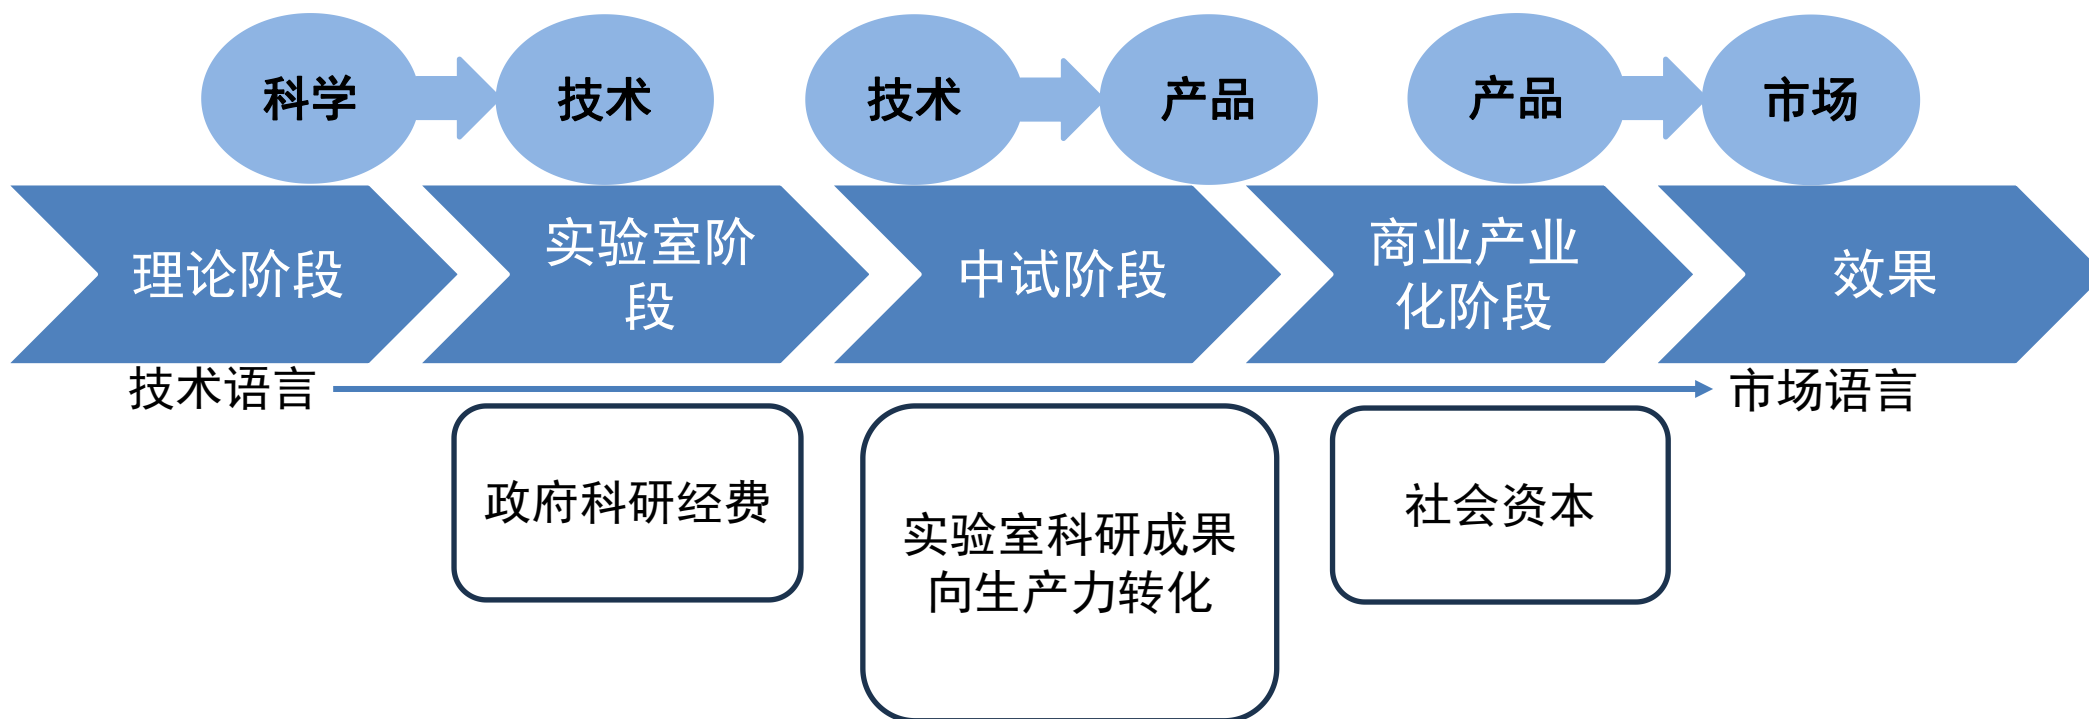 科学
技术
技术
产品
产品
市场
理论阶段
实验室阶
段
中试阶段
商业产业
化阶段
效果
技术语言
市场语言
政府科研经费
实验室科研成果
向生产力转化
社会资本